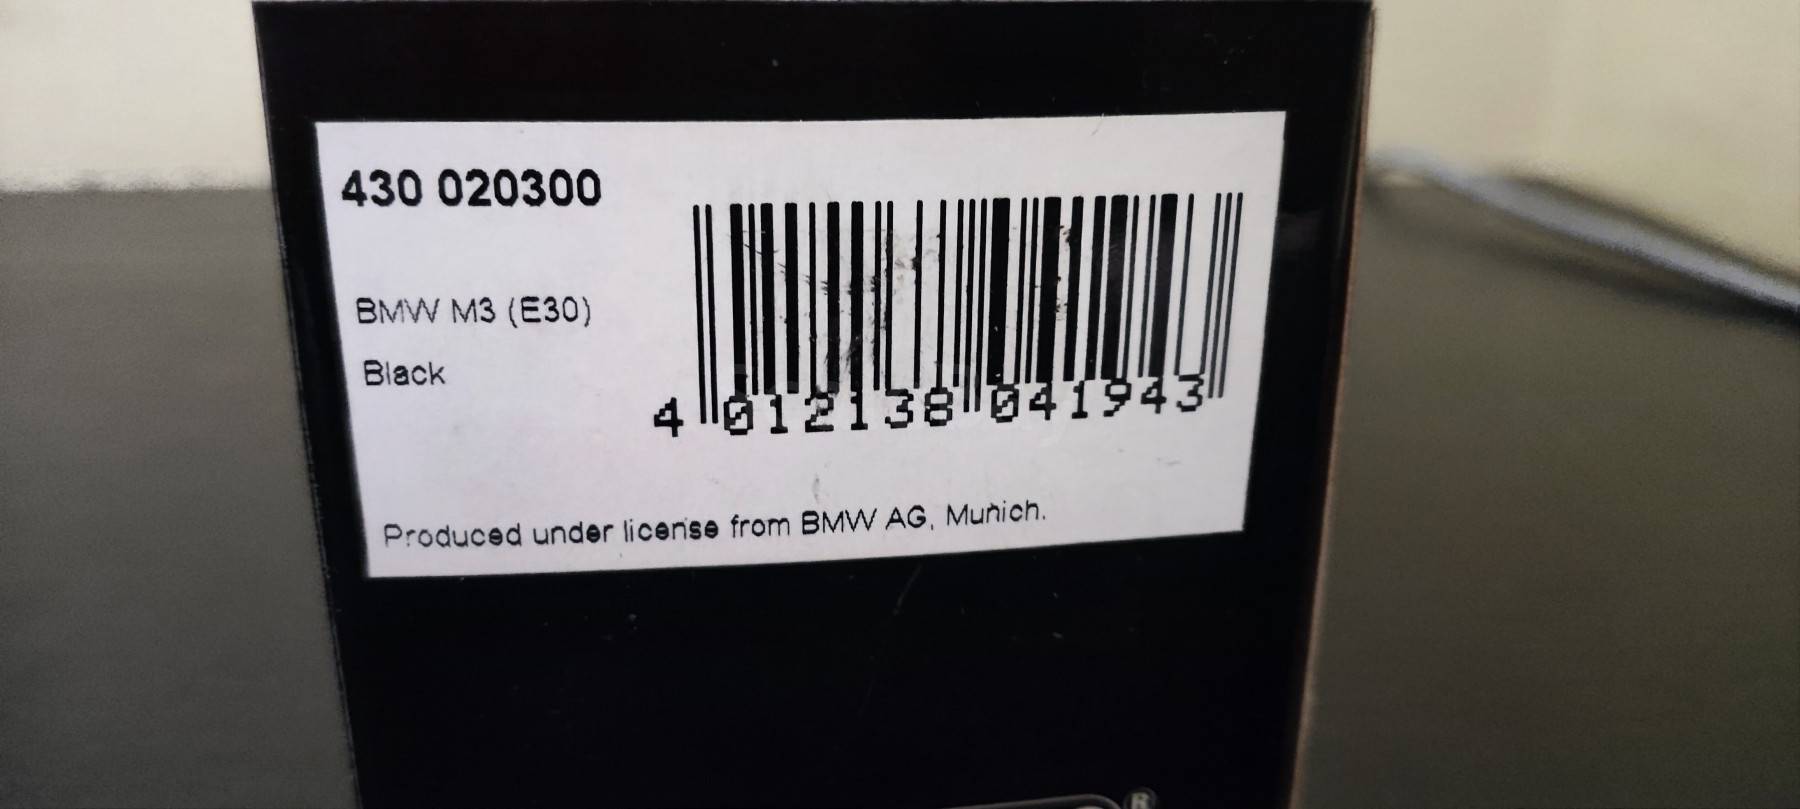 430 020300
BMW M3 (E30)
Black
4 012138 041943
Produced under license from BMW AG, Munich.
®